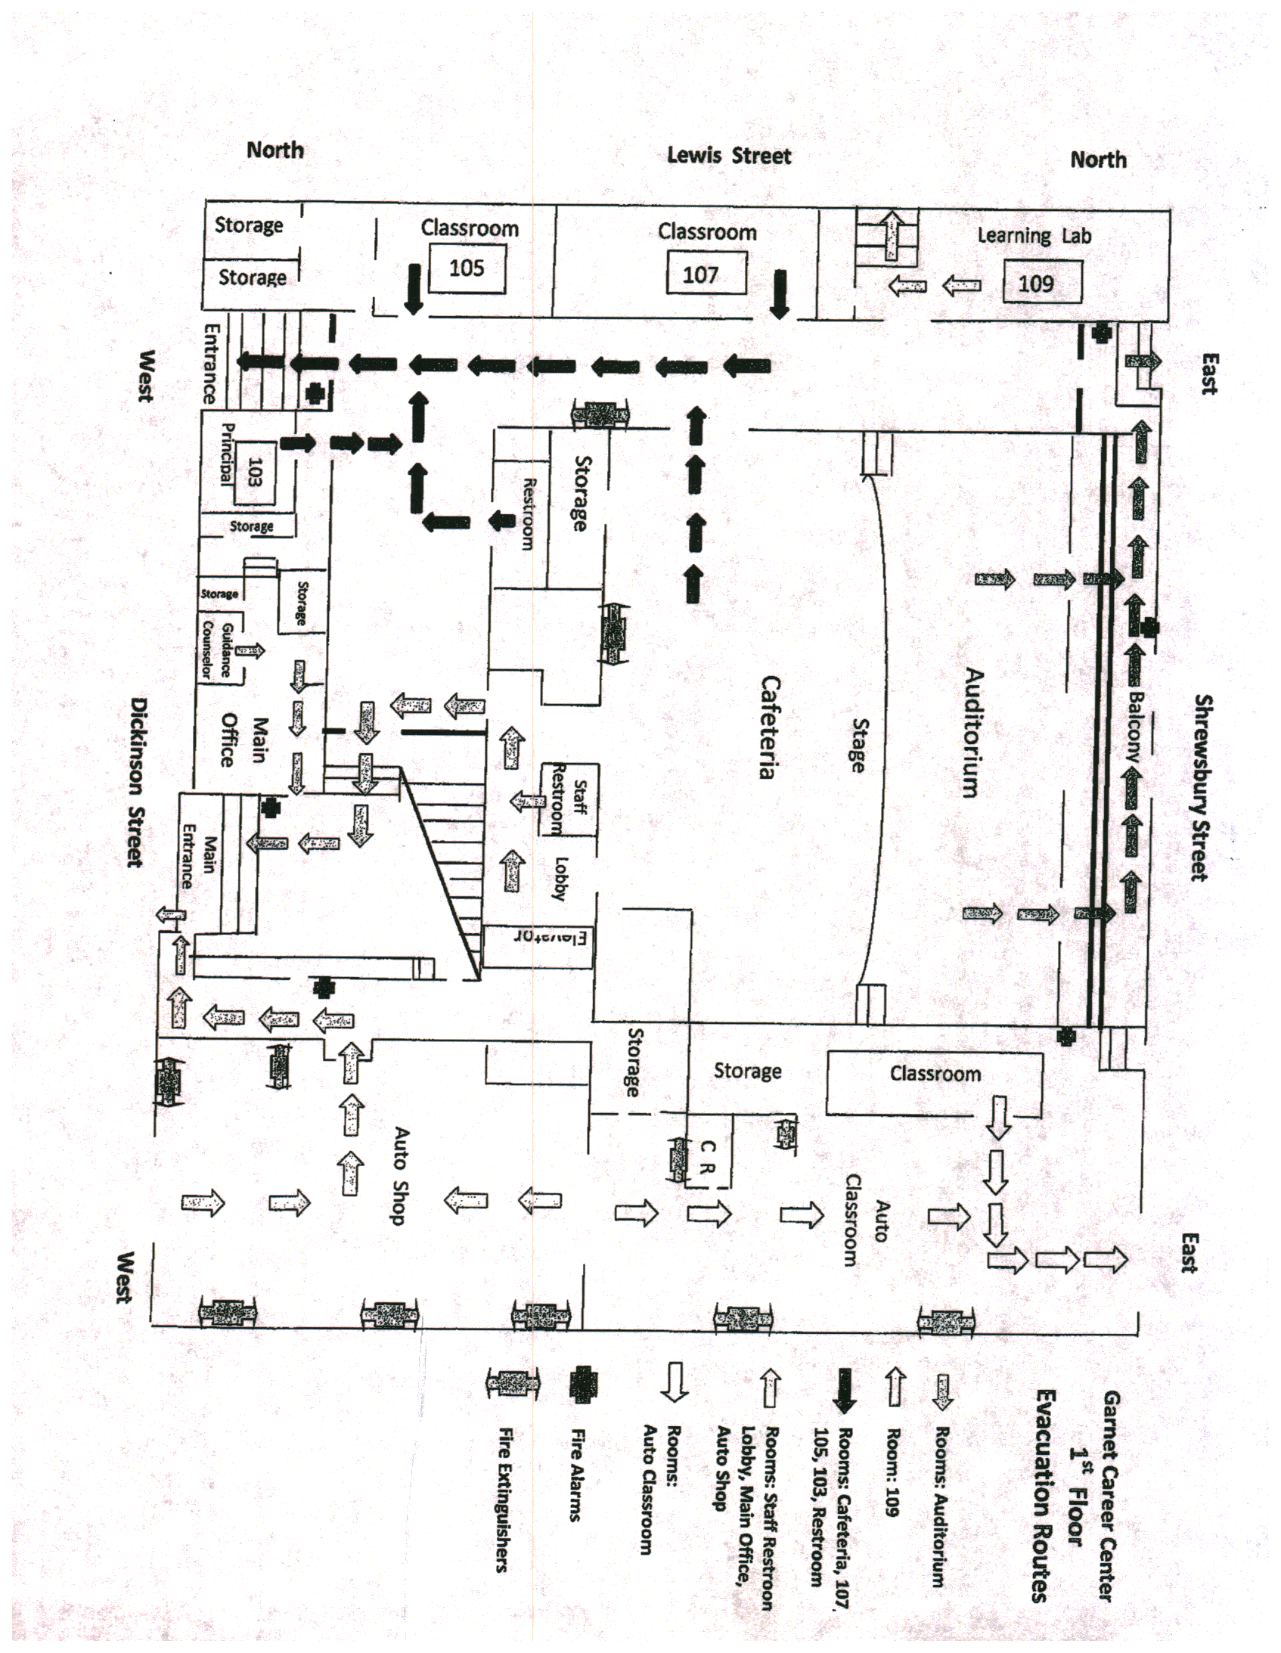 North
Lewis Street
North
Storage
Storage
Classroom
105
Classroom
107
Learning Lab
109
Entrance
West
East
Principal
103
Storage
Storage
Restroom
Storage
Storage
Guidance
Counselor
Main
Office
Dickinson Street
Main
Entrance
Staff
Restroom
Lobby
Elevator
Cafeteria
Stage
Auditorium
Balcony
Shrewsbury Street
Storage
Storage
Classroom
C R
Auto Shop
Auto
Classroom
West
East
Garnet Career Center
1st Floor
Evacuation Routes
Rooms: Auditorium
Room: 109
Rooms: Cafeteria, 107,
105, 103, Restroom
Rooms: Staff Restroon
Lobby, Main Office,
Auto Shop
Rooms:
Auto Classroom
Fire Alarms
Fire Extinguishers